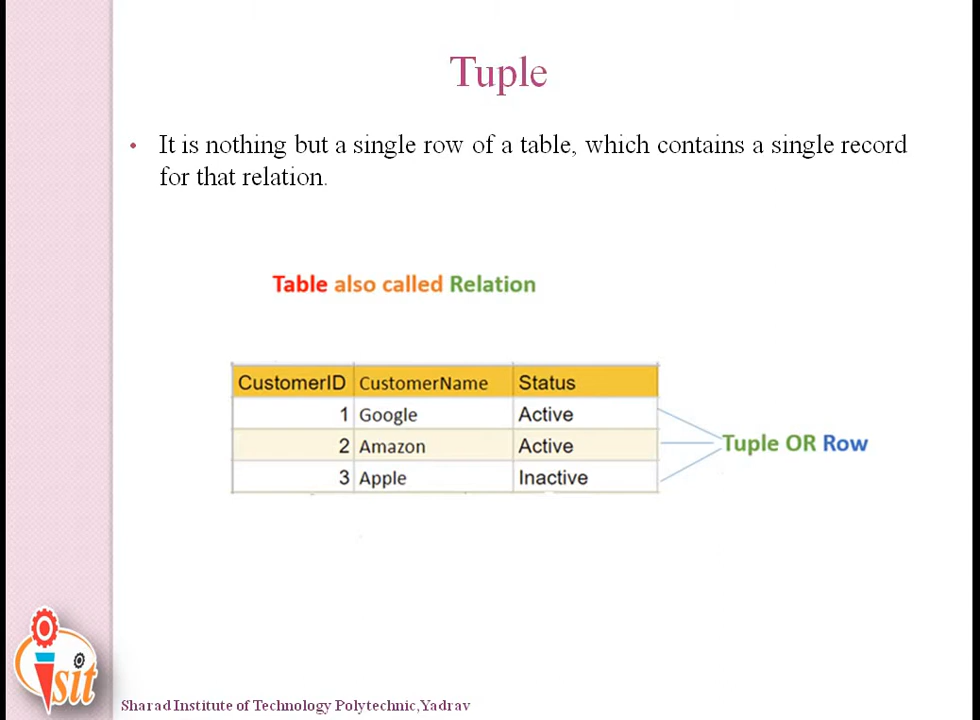 Tuple
• It is nothing but a single row of a table, which contains a single record
for that relation.
Table also called Relation
CustomerID CustomerName Status
1 Google Active
2 Amazon Active
3 Apple Inactive
Tuple OR Row
sit
Sharad Institute of Technology Polytechnic,Yadrav